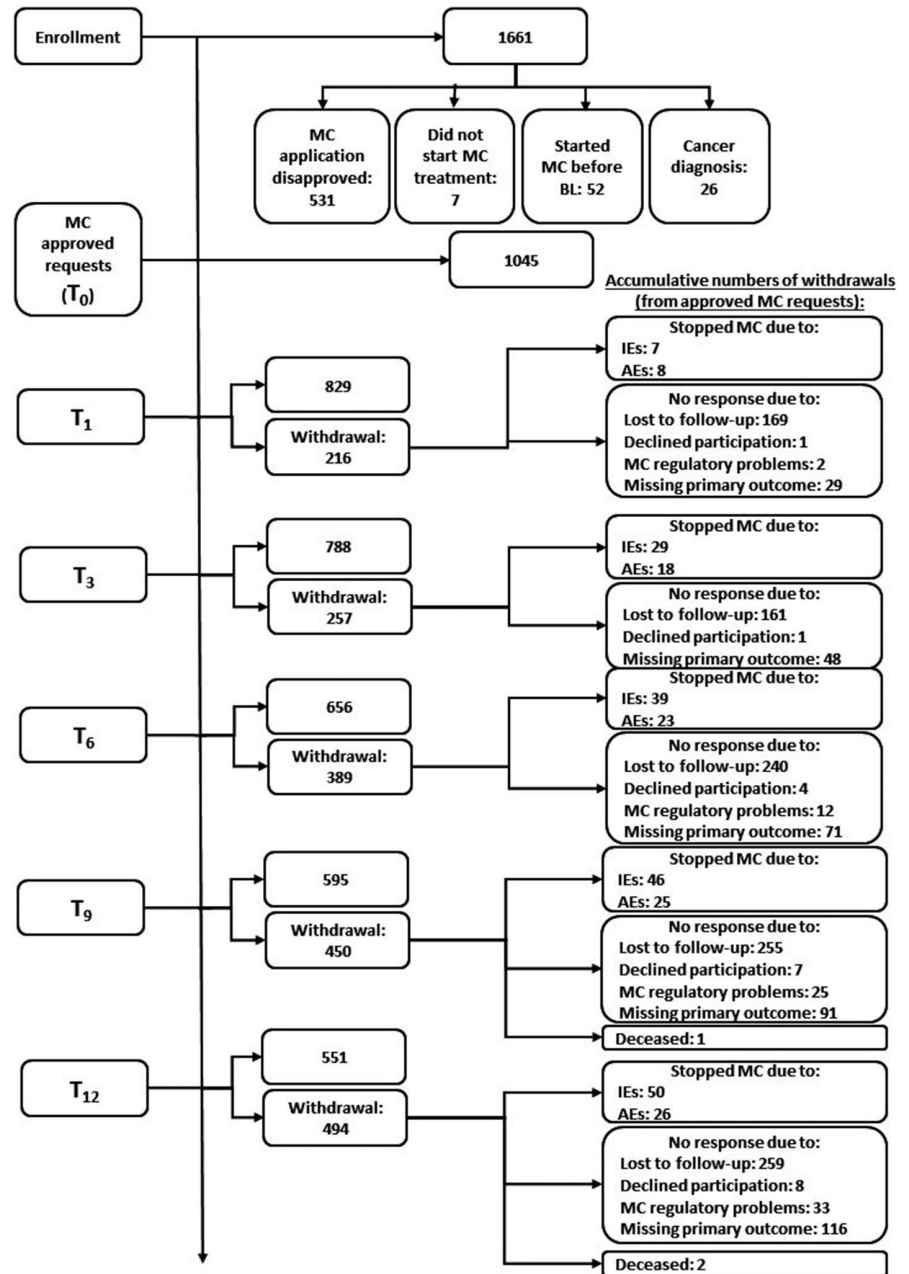 Enrollment
1661
MC
application
disapproved:
531
Did not
start MC
treatment:
7
Started
MC before
BL: 52
Cancer
diagnosis:
26
MC
approved
requests
(T0)
1045
Accumulative numbers of withdrawals
(from approved MC requests):
T1
829
Withdrawal:
216
Stopped MC due to:
IEs: 7
AEs: 8
No response due to:
Lost to follow-up: 169
Declined participation: 1
MC regulatory problems: 2
Missing primary outcome: 29
T3
788
Withdrawal:
257
Stopped MC due to:
IEs: 29
AEs: 18
No response due to:
Lost to follow-up: 161
Declined participation: 1
Missing primary outcome: 48
T6
656
Withdrawal:
389
Stopped MC due to:
IEs: 39
AEs: 23
No response due to:
Lost to follow-up: 240
Declined participation: 4
MC regulatory problems: 12
Missing primary outcome: 71
T9
595
Withdrawal:
450
Stopped MC due to:
IEs: 46
AEs: 25
No response due to:
Lost to follow-up: 255
Declined participation: 7
MC regulatory problems: 25
Missing primary outcome: 91
Deceased: 1
T12
551
Withdrawal:
494
Stopped MC due to:
IEs: 50
AEs: 26
No response due to:
Lost to follow-up: 259
Declined participation: 8
MC regulatory problems: 33
Missing primary outcome: 116
Deceased: 2